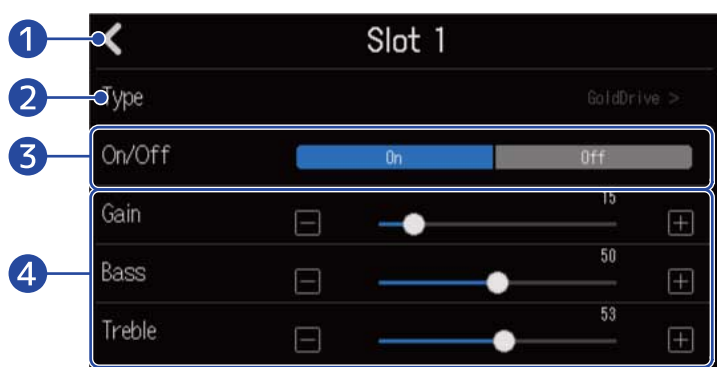 1 Slot 1
2 Type GoldDrive >
3 On/Off On Off
15
4 Gain
50
Bass
53
Treble